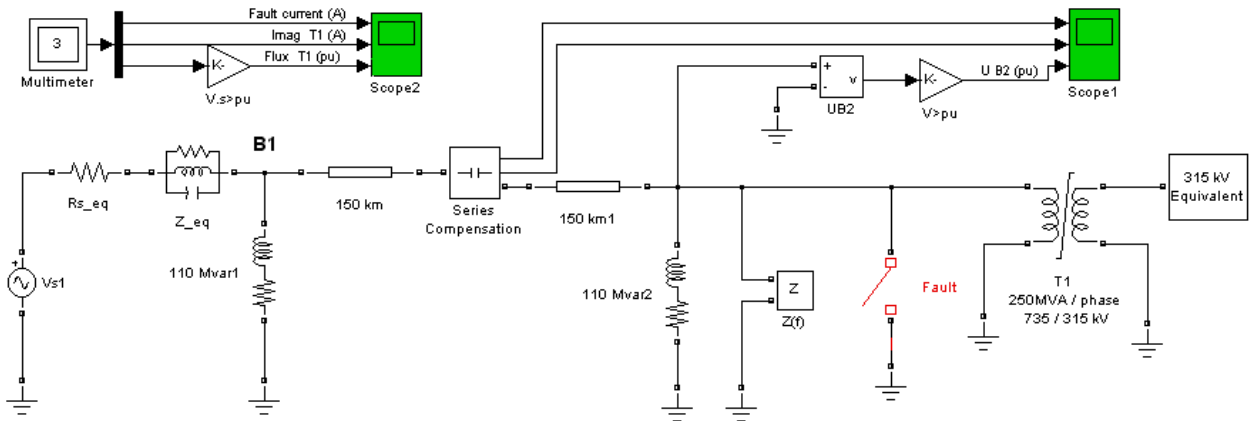 Fault current (A)
Imag T1 (A)
Flux T1 (pu)
3
Multimeter
K-
V.s>pu
Scope2
+
-
v
UB2
K-
V>pu
U B2 (pu)
Scope1
B1
Rs_eq
Z_eq
150 km
Series
Compensation
150 km1
315 kV
Equivalent
+
Vs1
110 Mvar1
110 Mvar2
Z
Z(f)
Fault
T1
250MVA / phase
735 / 315 kV